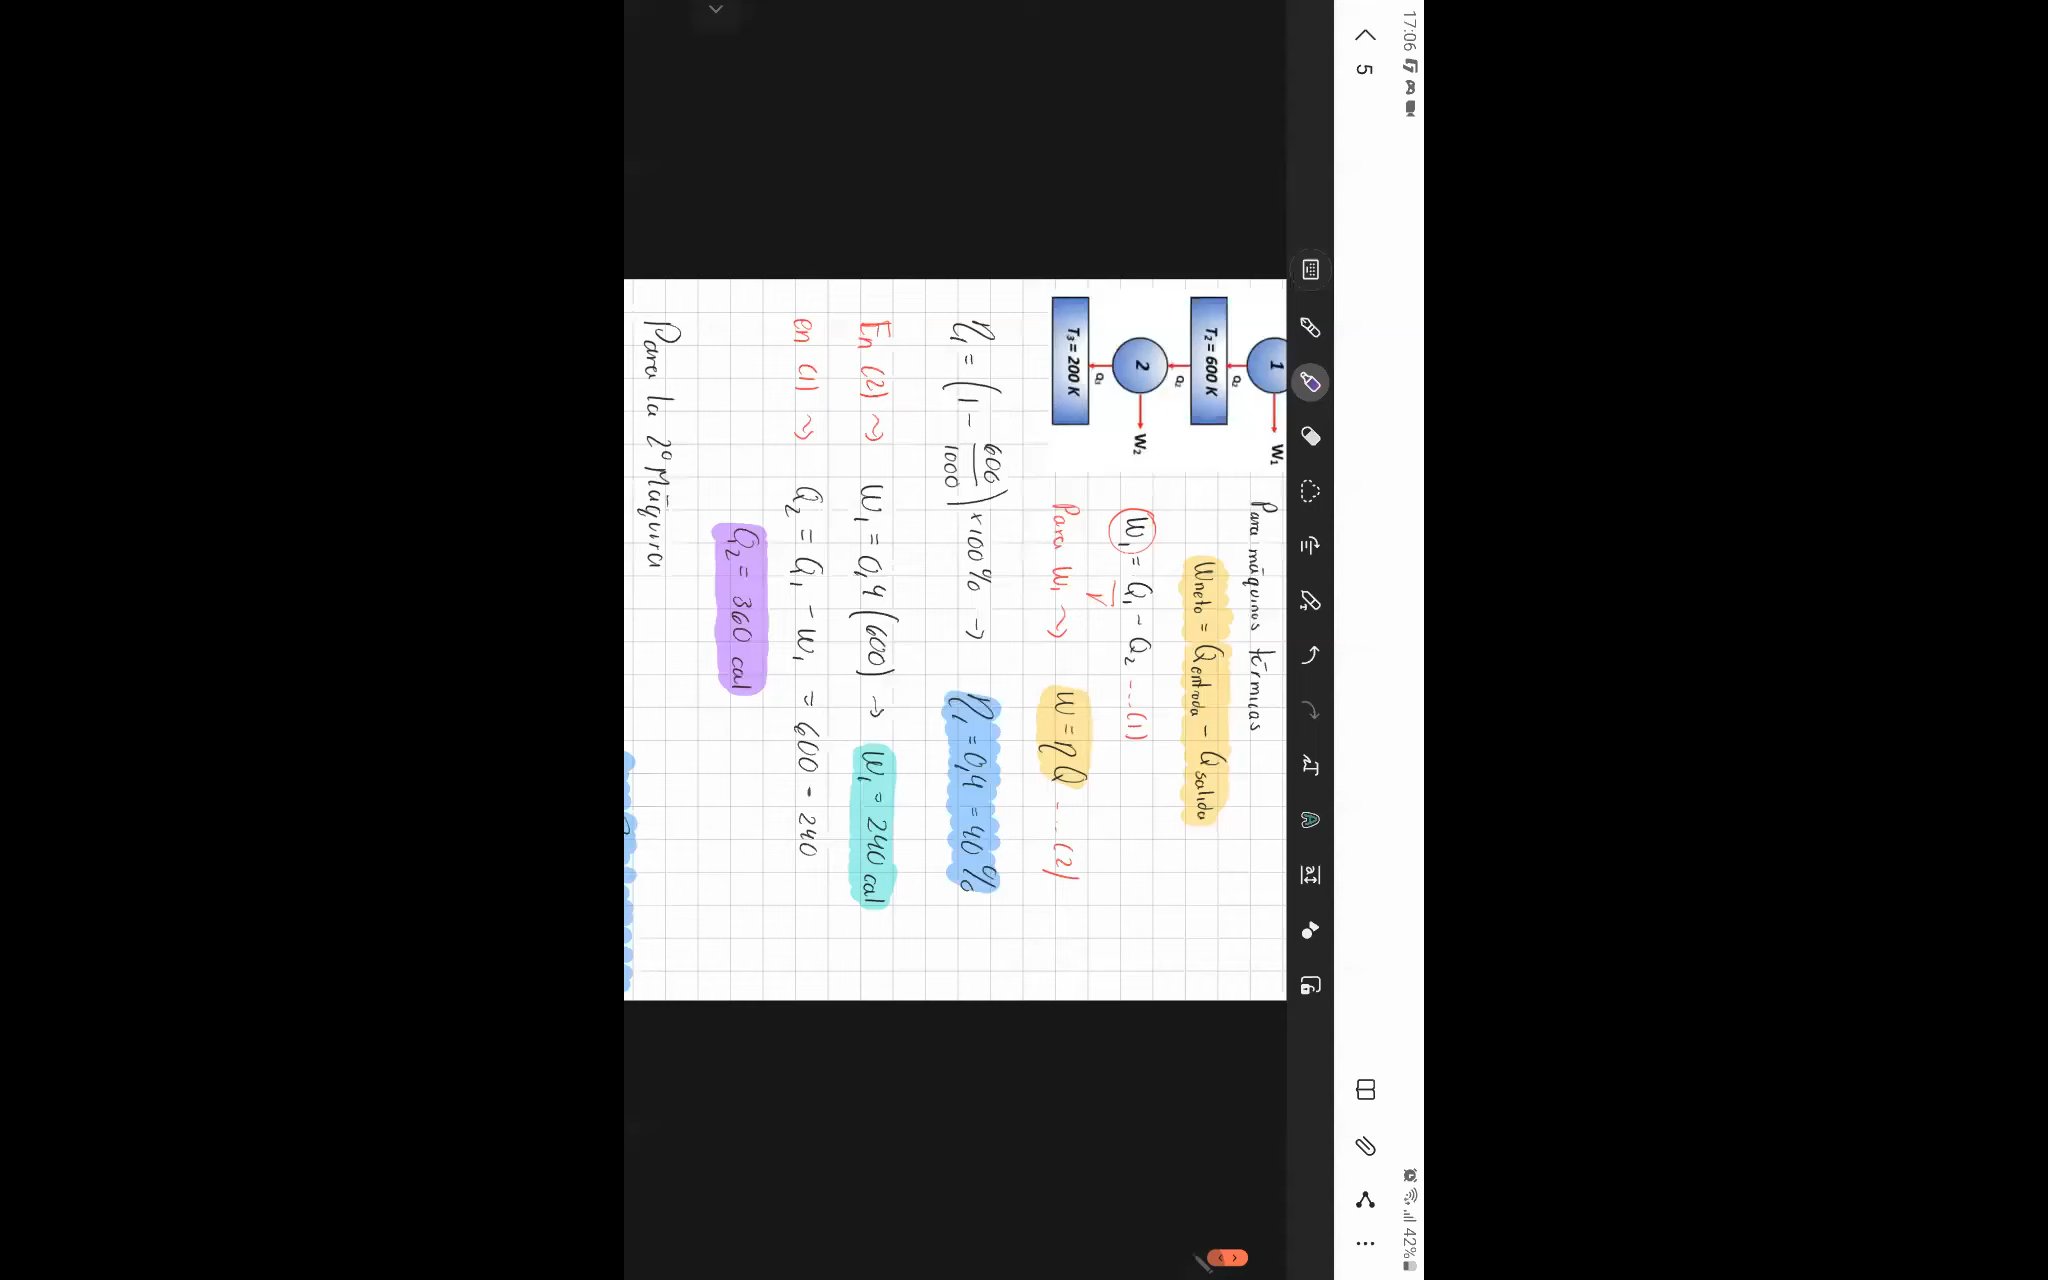 17:06
42%
5
1
W₁
Q₂
T₂ = 600 K
Q₂
2
W₂
Q₃
T₃ = 200 K
Para máquinas térmicas
Wneto = Qentrada - Qsalida
W₁ = Q₁ - Q₂ ...(1)
Para W₁ ⤳ W = ηQ ....(2)
η₁ = (1 - 600/1000) × 100% → η₁ = 0,4 = 40%
En (2) ⤳ W₁ = 0,4 (600) → W₁ = 240 cal
en (1) ⤳ Q₂ = Q₁ - W₁ = 600 - 240
Q₂ = 360 cal
Para la 2° Máquina